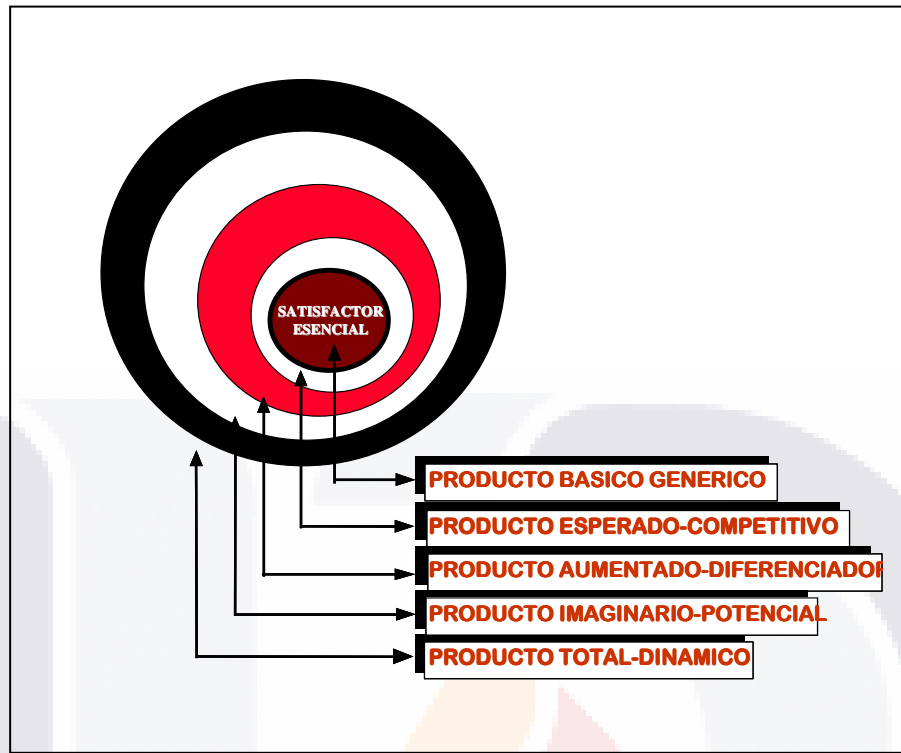 SATISFACTOR
ESENCIAL
PRODUCTO BASICO GENERICO
PRODUCTO ESPERADO-COMPETITIVO
PRODUCTO AUMENTADO-DIFERENCIADOR
PRODUCTO IMAGINARIO-POTENCIAL
PRODUCTO TOTAL-DINAMICO